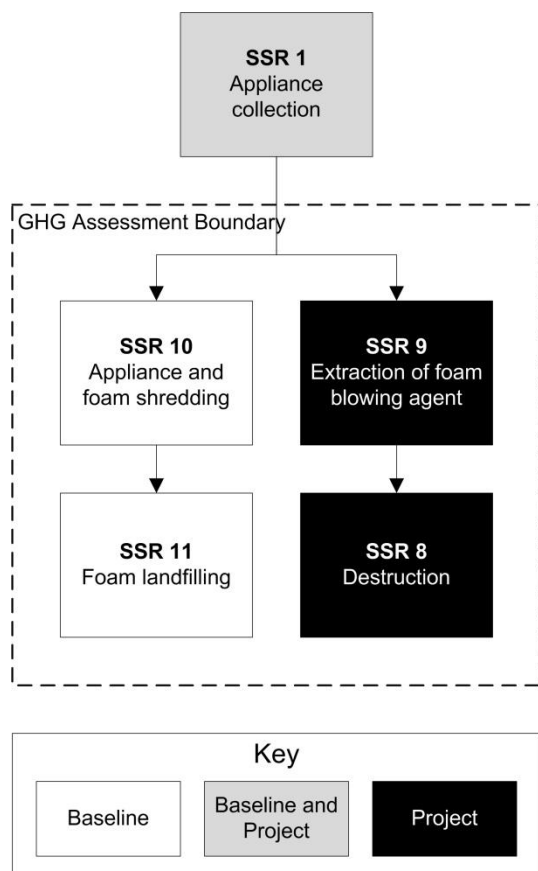 SSR 1
Appliance
collection
GHG Assessment Boundary
SSR 10
Appliance and
foam shredding
SSR 9
Extraction of foam
blowing agent
SSR 11
Foam landfilling
SSR 8
Destruction
Key
Baseline
Baseline and
Project
Project